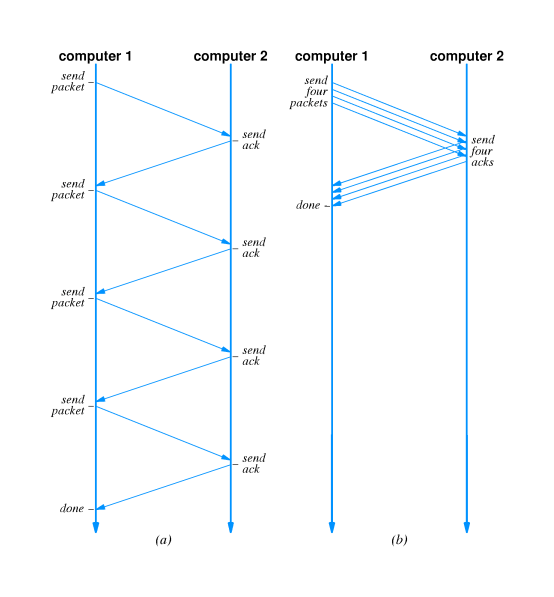 computer 1
computer 2
send
packet
send
ack
send
packet
send
ack
send
packet
send
ack
send
packet
send
ack
done
(a)
computer 1
computer 2
send
four
packets
send
four
acks
done
(b)